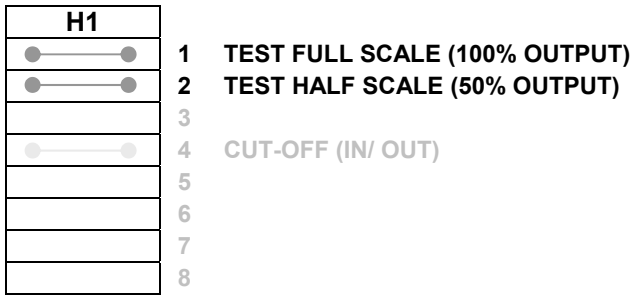 H1
1 TEST FULL SCALE (100% OUTPUT)
2 TEST HALF SCALE (50% OUTPUT)
3
4 CUT-OFF (IN/ OUT)
5
6
7
8